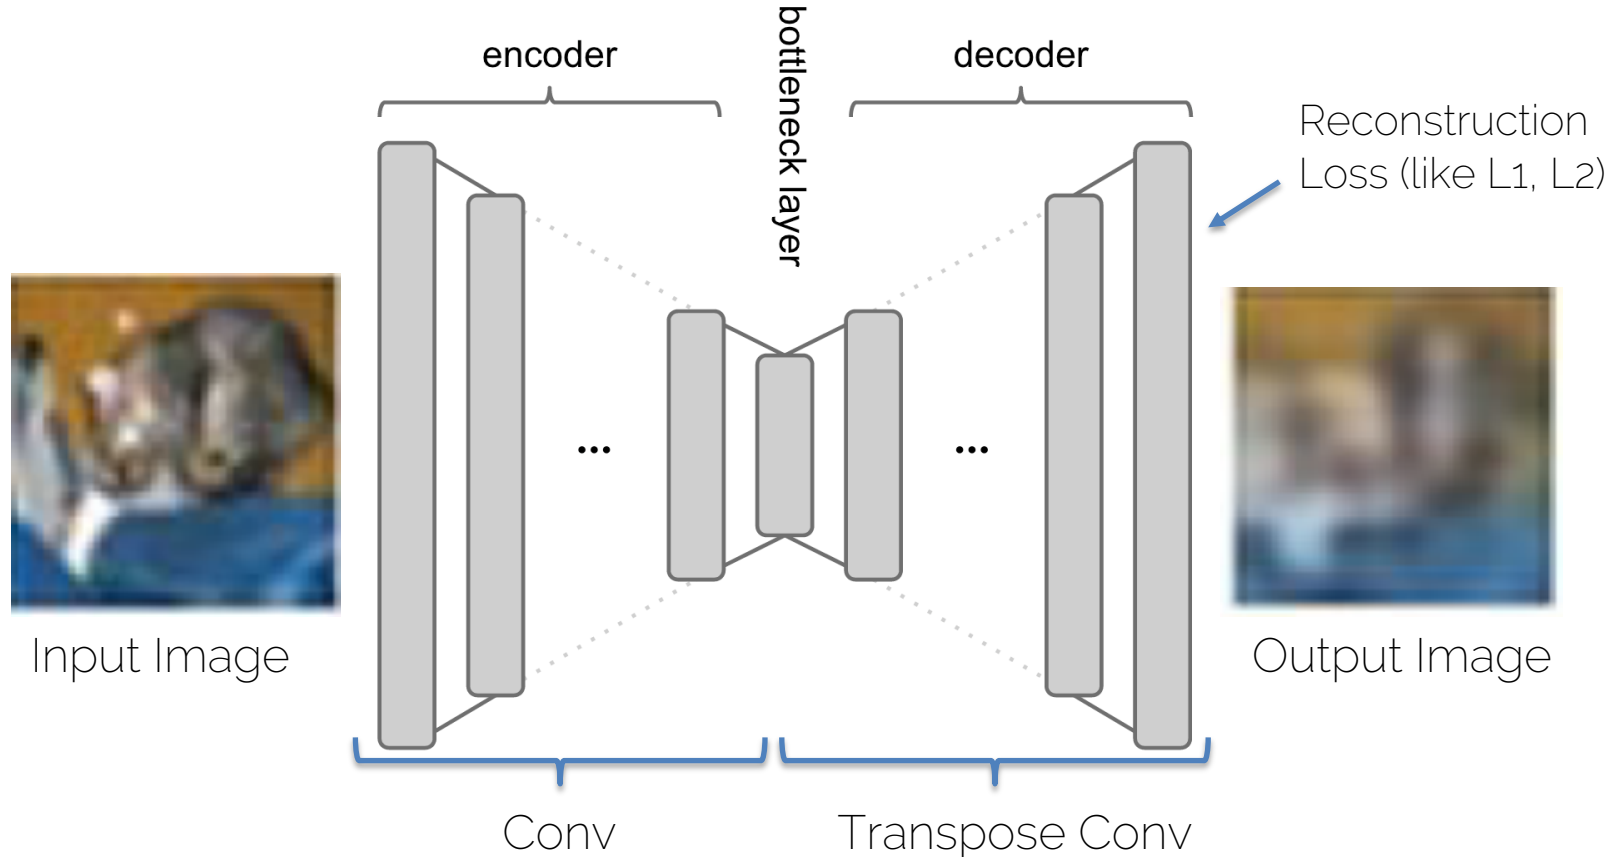 encoder
bottleneck layer
decoder
Reconstruction
Loss (like L1, L2)
...
...
Input Image
Output Image
Conv
Transpose Conv